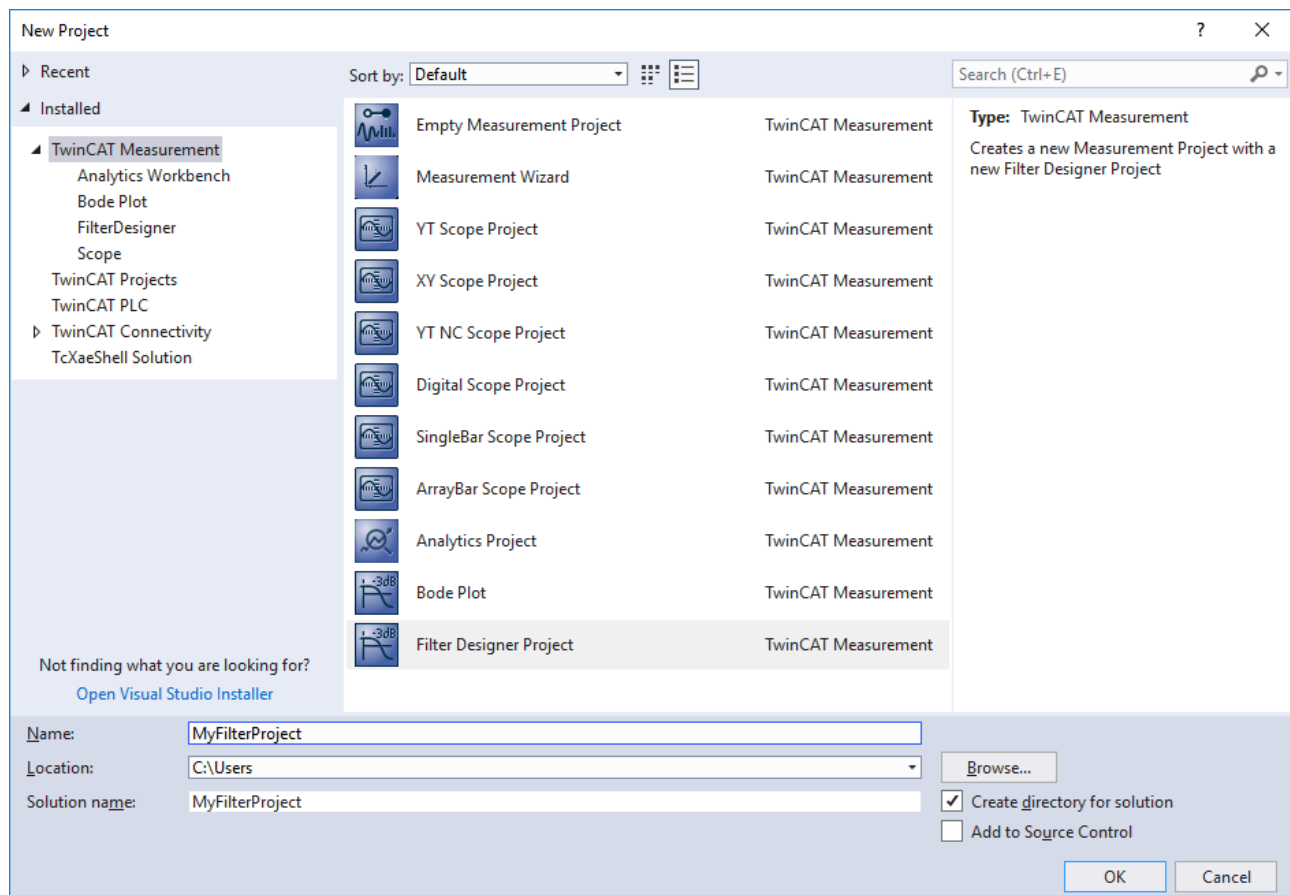 New Project
?
Recent
Installed
TwinCAT Measurement
Analytics Workbench
Bode Plot
FilterDesigner
Scope
TwinCAT Projects
TwinCAT PLC
TwinCAT Connectivity
TcXaeShell Solution
Not finding what you are looking for?
Open Visual Studio Installer
Sort by: Default
Empty Measurement Project TwinCAT Measurement
Measurement Wizard TwinCAT Measurement
YT Scope Project TwinCAT Measurement
XY Scope Project TwinCAT Measurement
YT NC Scope Project TwinCAT Measurement
Digital Scope Project TwinCAT Measurement
SingleBar Scope Project TwinCAT Measurement
ArrayBar Scope Project TwinCAT Measurement
Analytics Project TwinCAT Measurement
-3dB Bode Plot TwinCAT Measurement
-3dB Filter Designer Project TwinCAT Measurement
Search (Ctrl+E)
Type: TwinCAT Measurement
Creates a new Measurement Project with a
new Filter Designer Project
Name: MyFilterProject
Location: C:\Users Browse...
Solution name: MyFilterProject
Create directory for solution
Add to Source Control
OK Cancel